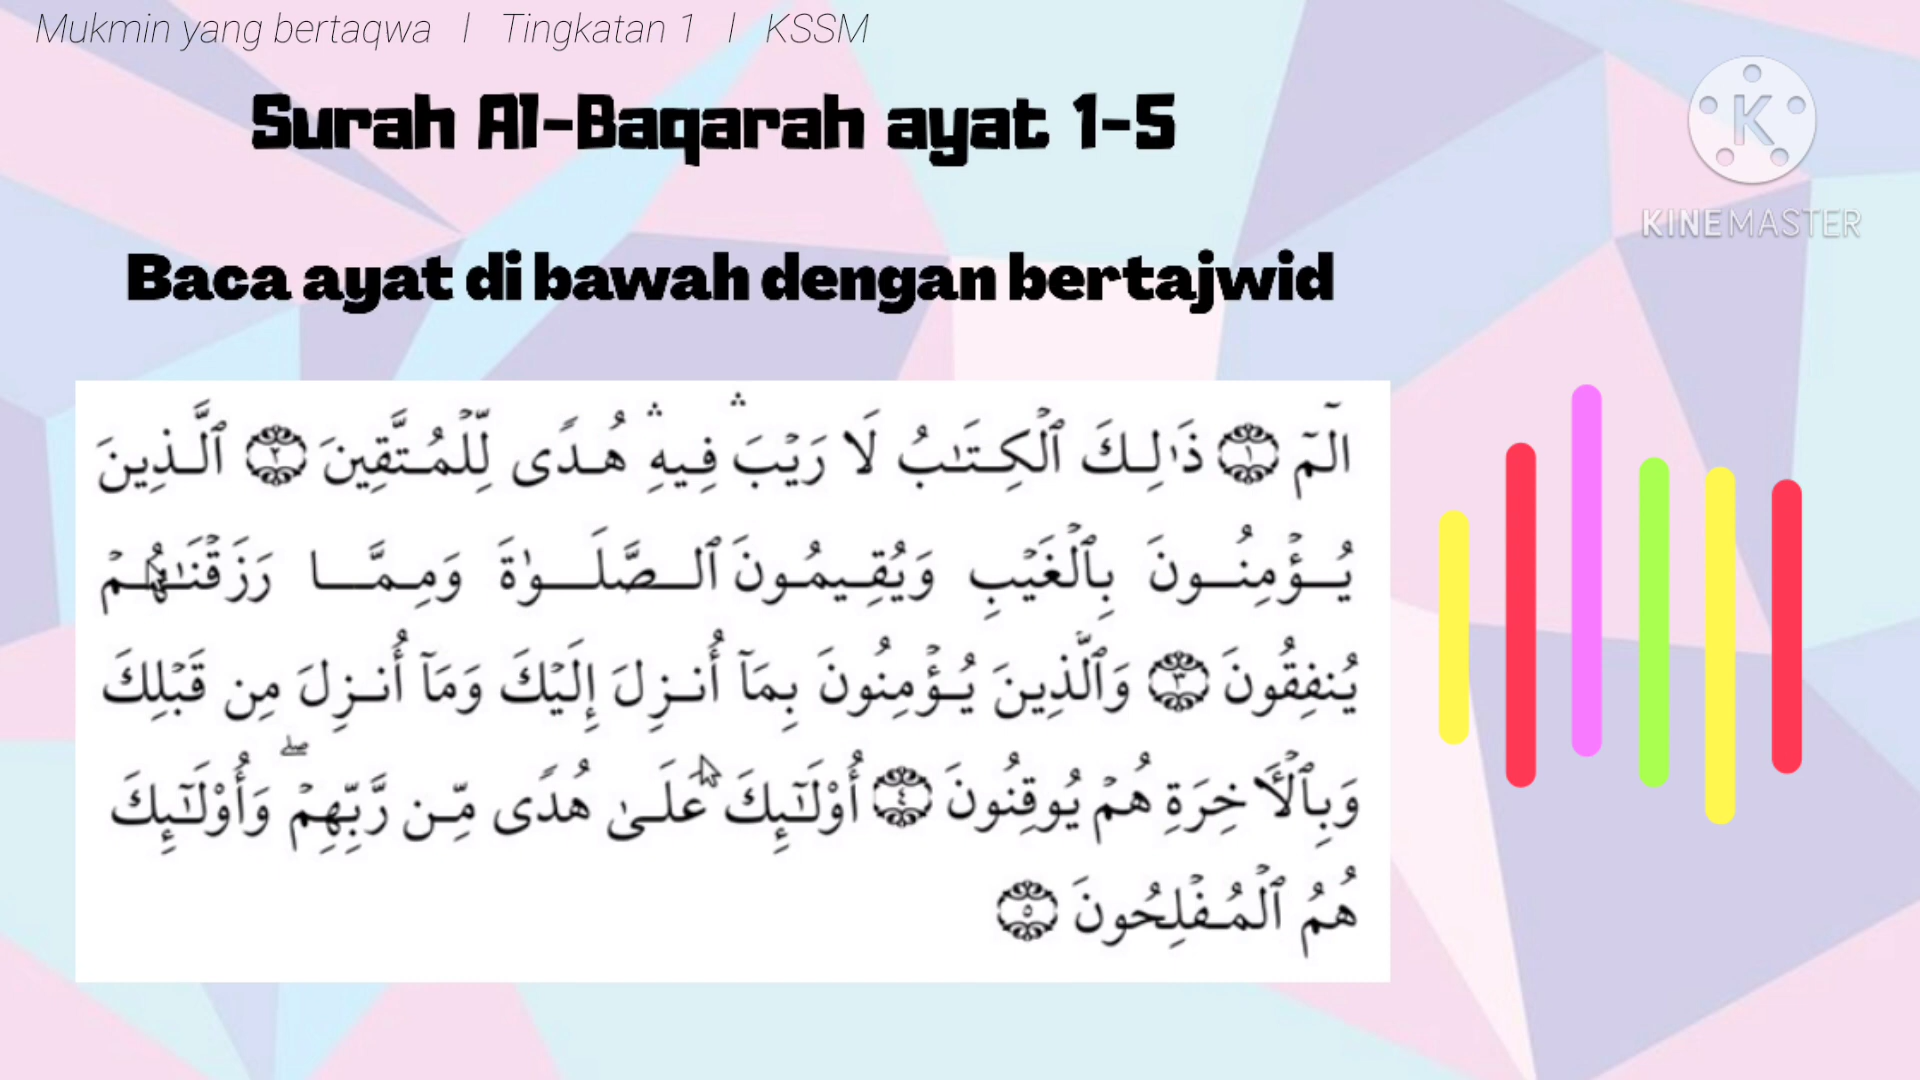 Mukmin yang bertaqwa | Tingkatan 1 | KSSM
Surah Al-Baqarah ayat 1-5
KINEMASTER
Baca ayat di bawah dengan bertajwid
الٓمٓ ١ ذَٰلِكَ ٱلْكِتَـٰبُ لَا رَيْبَ ۛ فِيهِ ۛ هُدًى لِّلْمُتَّقِينَ ٢ ٱلَّذِينَ
يُؤْمِنُونَ بِٱلْغَيْبِ وَيُقِيمُونَ ٱلصَّلَوٰةَ وَمِمَّا رَزَقْنَـٰهُمْ
يُنفِقُونَ ٣ وَٱلَّذِينَ يُؤْمِنُونَ بِمَآ أُنزِلَ إِلَيْكَ وَمَآ أُنزِلَ مِن قَبْلِكَ
وَبِٱلْـَٔاخِرَةِ هُمْ يُوقِنُونَ ٤ أُو۟لَـٰٓئِكَ عَلَىٰ هُدًى مِّن رَّبِّهِمْ ۖ وَأُو۟لَـٰٓئِكَ
هُمُ ٱلْمُفْلِحُونَ ٥